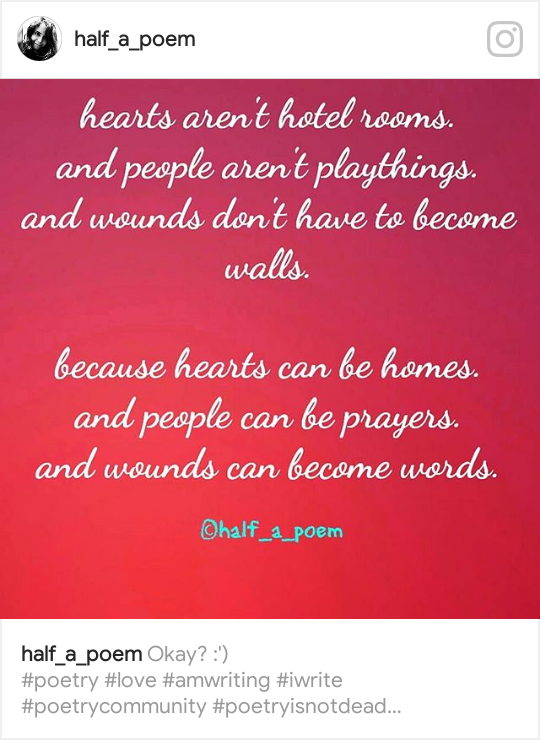 half_a_poem
hearts aren't hotel rooms.
and people aren't playthings.
and wounds don't have to become
walls.
because hearts can be homes.
and people can be prayers.
and wounds can become words.
©half_a_poem
half_a_poem Okay? :')
#poetry #love #amwriting #iwrite
#poetrycommunity #poetryisnotdead...